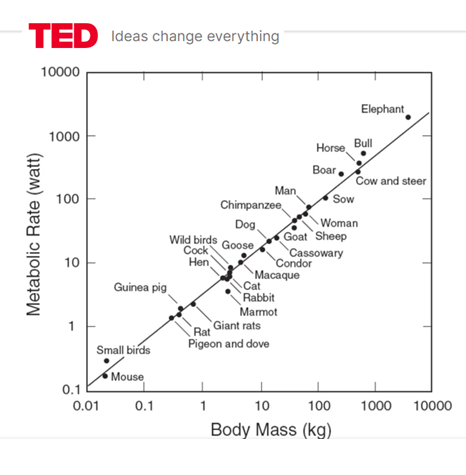 TED Ideas change everything
10000
1000
100
10
1
0.1
Metabolic Rate (watt)
Elephant
Horse
Bull
Boar
Cow and steer
Man
Sow
Chimpanzee
Woman
Dog
Goat
Sheep
Wild birds
Goose
Cassowary
Cock
Condor
Hen
Macaque
Cat
Guinea pig
Rabbit
Marmot
Giant rats
Rat
Pigeon and dove
Small birds
Mouse
0.01 0.1 1 10 100 1000 10000
Body Mass (kg)